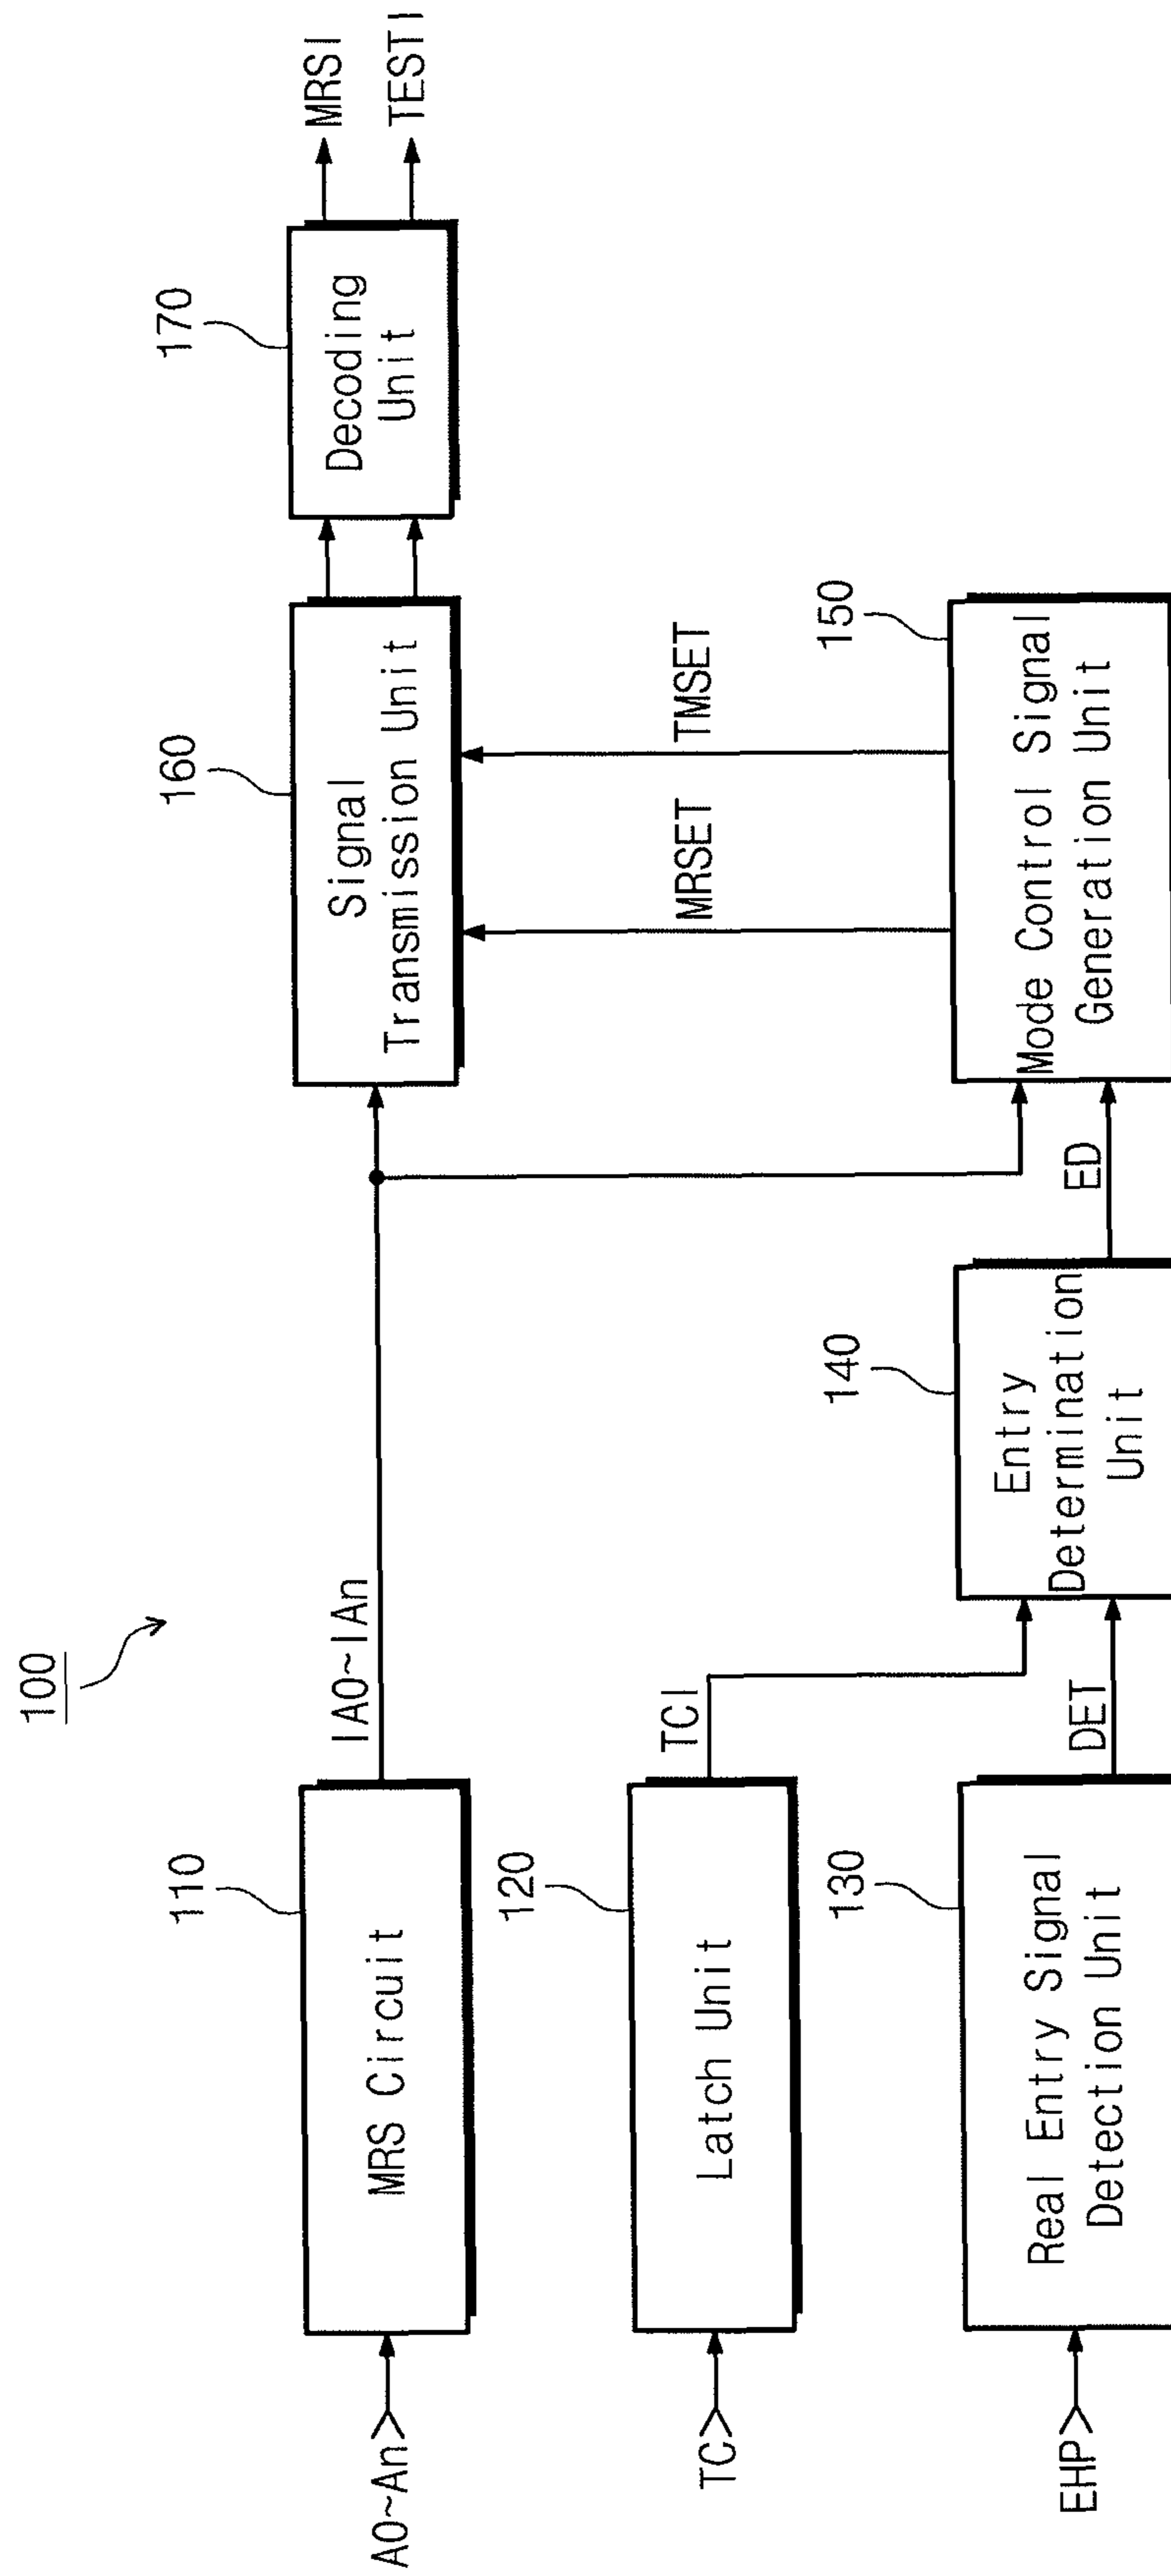 100
110
MRS Circuit
A0~An
IA0~IAn
160
Signal
Transmission Unit
170
Decoding
Unit
MRSI
TESTI
120
Latch Unit
TC
TCI
MRSET
TMSET
130
Real Entry Signal
Detection Unit
EHP
DET
140
Entry
Determination
Unit
ED
150
Mode Control Signal
Generation Unit